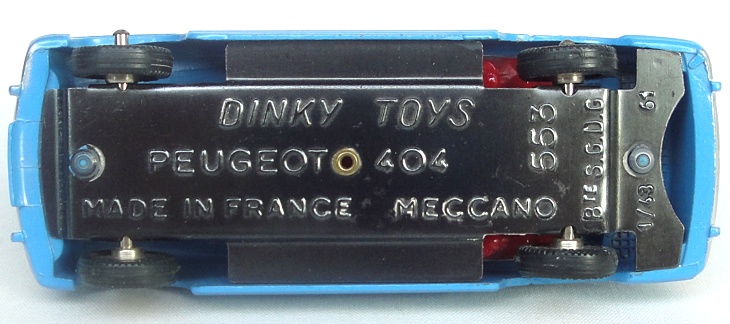 DINKY TOYS
PEUGEOT 404
MADE IN FRANCE MECCANO
553
Bté S.G.D.G
1/43
61